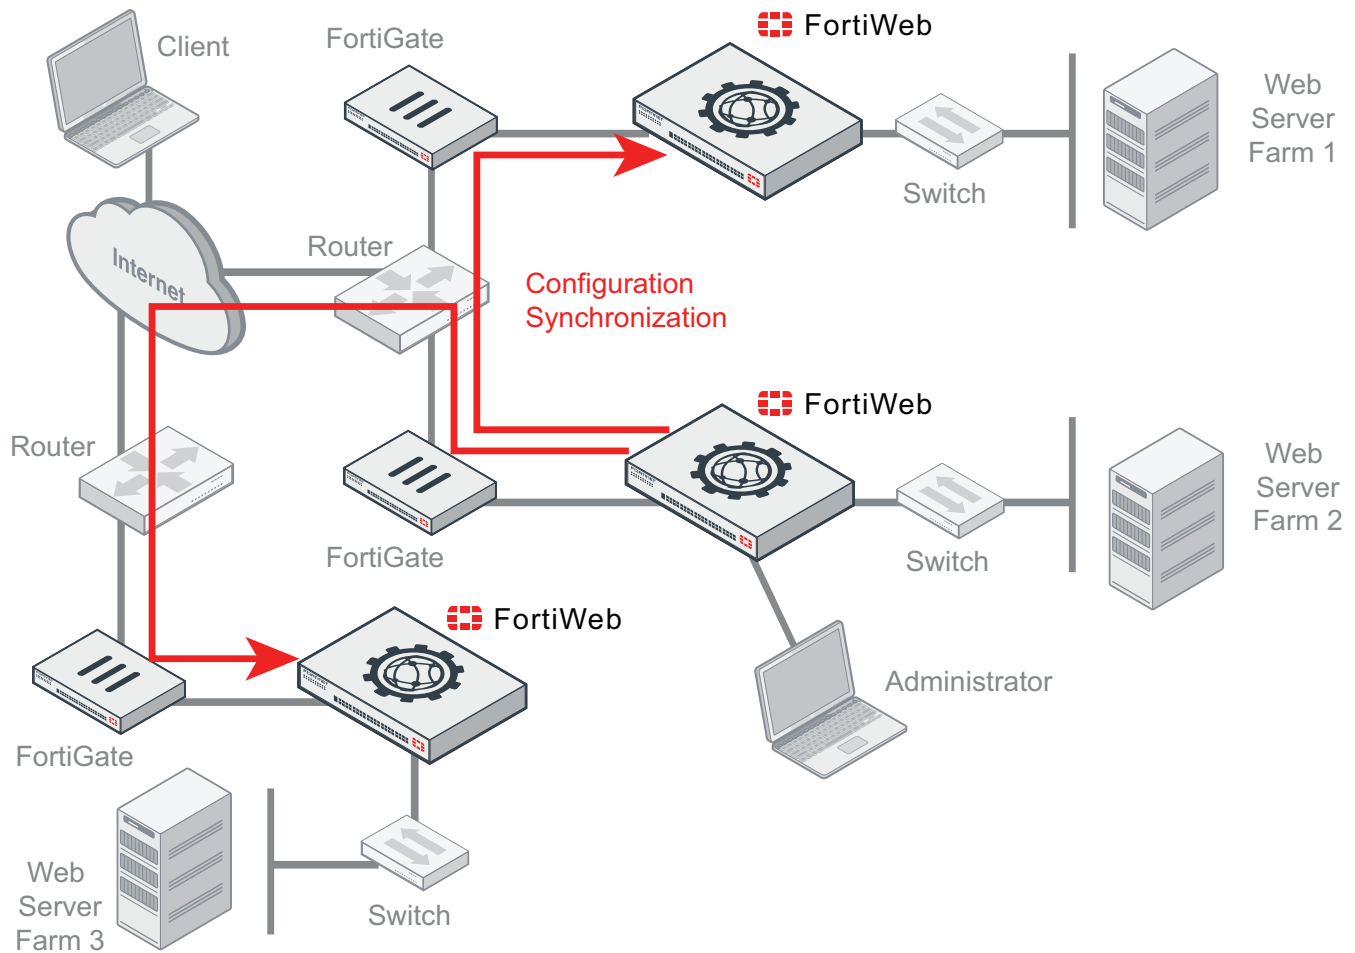 FortiWeb
FortiGate
Client
Web
Server
Farm 1
Switch
Router
Internet
Configuration
Synchronization
FortiWeb
Router
Web
Server
Farm 2
FortiGate
Switch
FortiWeb
Administrator
FortiGate
Web
Server
Farm 3
Switch